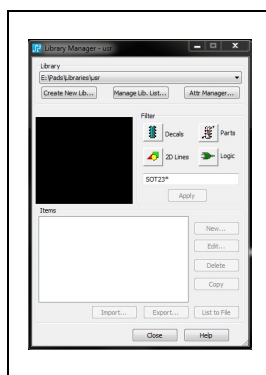 Library Manager - usr
Library
E:\Pads\Libraries\usr
Create New Lib... Manage Lib. List... Attr Manager...
Filter
Decals Parts
2D Lines Logic
SOT23*
Apply
Items
New...
Edit...
Delete
Copy
Import... Export... List to File
Close Help